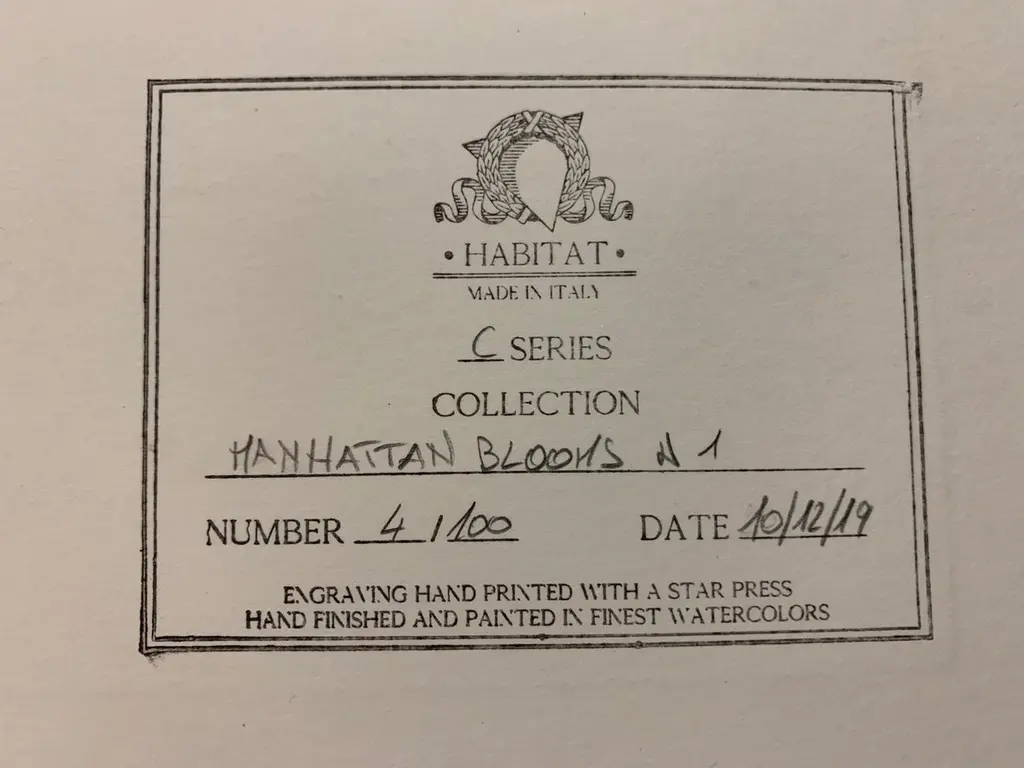 • HABITAT •
MADE IN ITALY
C SERIES
COLLECTION
MANHATTAN BLOOMS N 1
NUMBER 4 / 100 DATE 10/12/19
ENGRAVING HAND PRINTED WITH A STAR PRESS
HAND FINISHED AND PAINTED IN FINEST WATERCOLORS